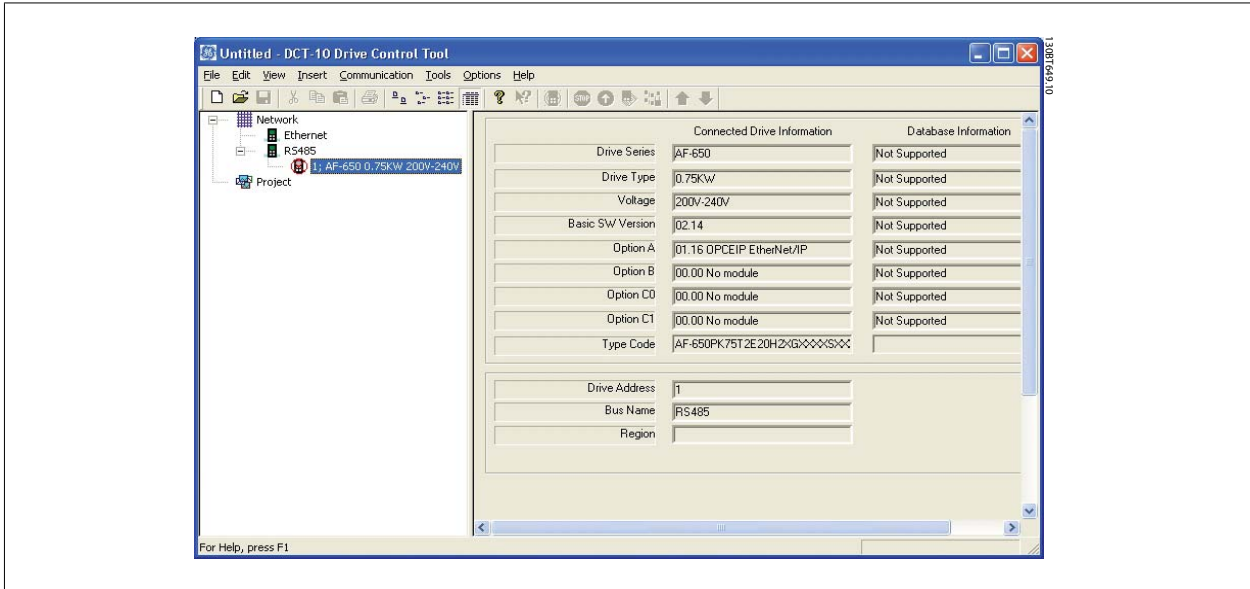 Untitled - DCT-10 Drive Control Tool
File Edit View Insert Communication Tools Options Help
STOP
Network
Ethernet
RS485
1; AF-650 0.75KW 200V-240V
Project
Connected Drive Information Database Information
Drive Series AF-650 Not Supported
Drive Type 0.75KW Not Supported
Voltage 200V-240V Not Supported
Basic SW Version 02.14 Not Supported
Option A 01.16 OPCEIP EtherNet/IP Not Supported
Option B 00.00 No module Not Supported
Option C0 00.00 No module Not Supported
Option C1 00.00 No module Not Supported
Type Code AF-650PK75T2E20H2XGXXXXSXX
Drive Address 1
Bus Name RS485
Region
For Help, press F1
130BT649.10